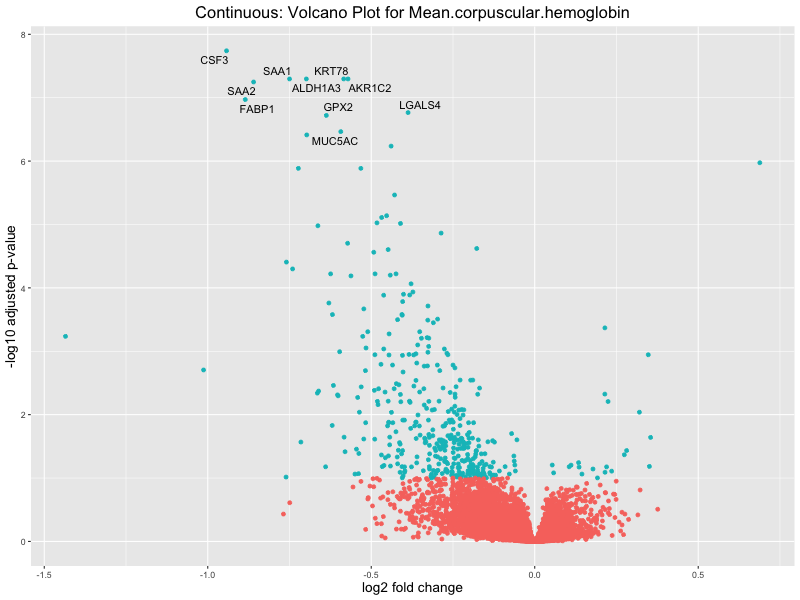 Continuous: Volcano Plot for Mean.corpuscular.hemoglobin
8
CSF3
SAA1
KRT78
SAA2
ALDH1A3
AKR1C2
FABP1
GPX2
LGALS4
MUC5AC
6
-log10 adjusted p-value
4
2
0
-1.5
-1.0
-0.5
0.0
0.5
log2 fold change